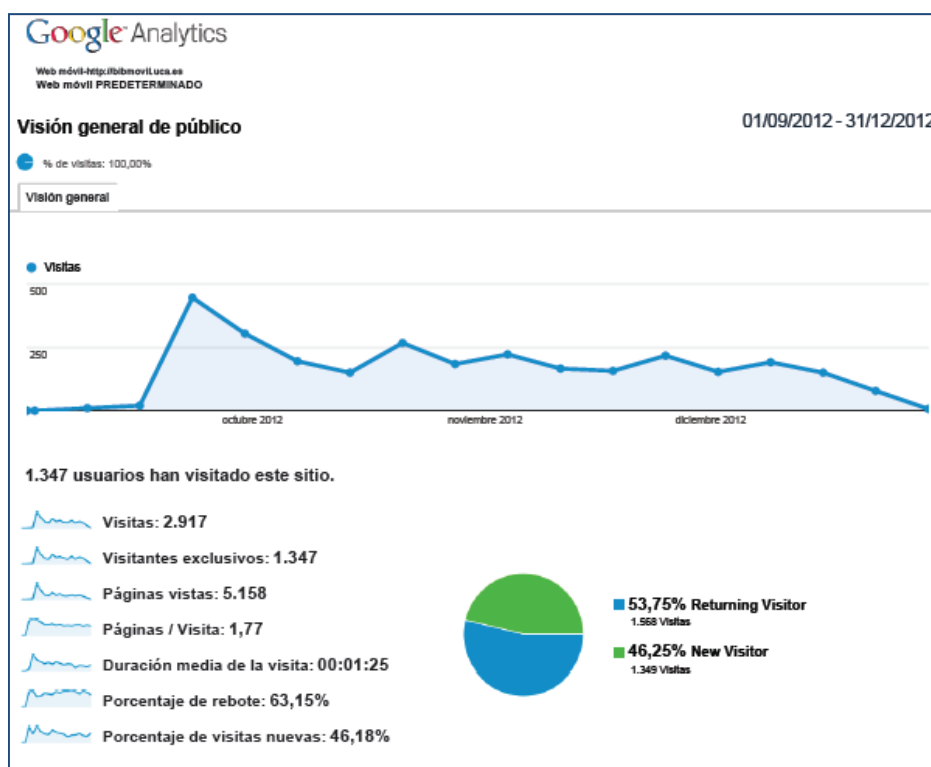 Google Analytics
Web móvil-http://bibmovil.uca.es
Web móvil PREDETERMINADO
Visión general de público
01/09/2012 - 31/12/2012
% de visitas: 100,00%
Visión general
Visitas
500
250
octubre 2012
noviembre 2012
diciembre 2012
1.347 usuarios han visitado este sitio.
Visitas: 2.917
Visitantes exclusivos: 1.347
Páginas vistas: 5.158
Páginas / Visita: 1,77
Duración media de la visita: 00:01:25
Porcentaje de rebote: 63,15%
Porcentaje de visitas nuevas: 46,18%
53,75% Returning Visitor
1.568 Visitas
46,25% New Visitor
1.349 Visitas